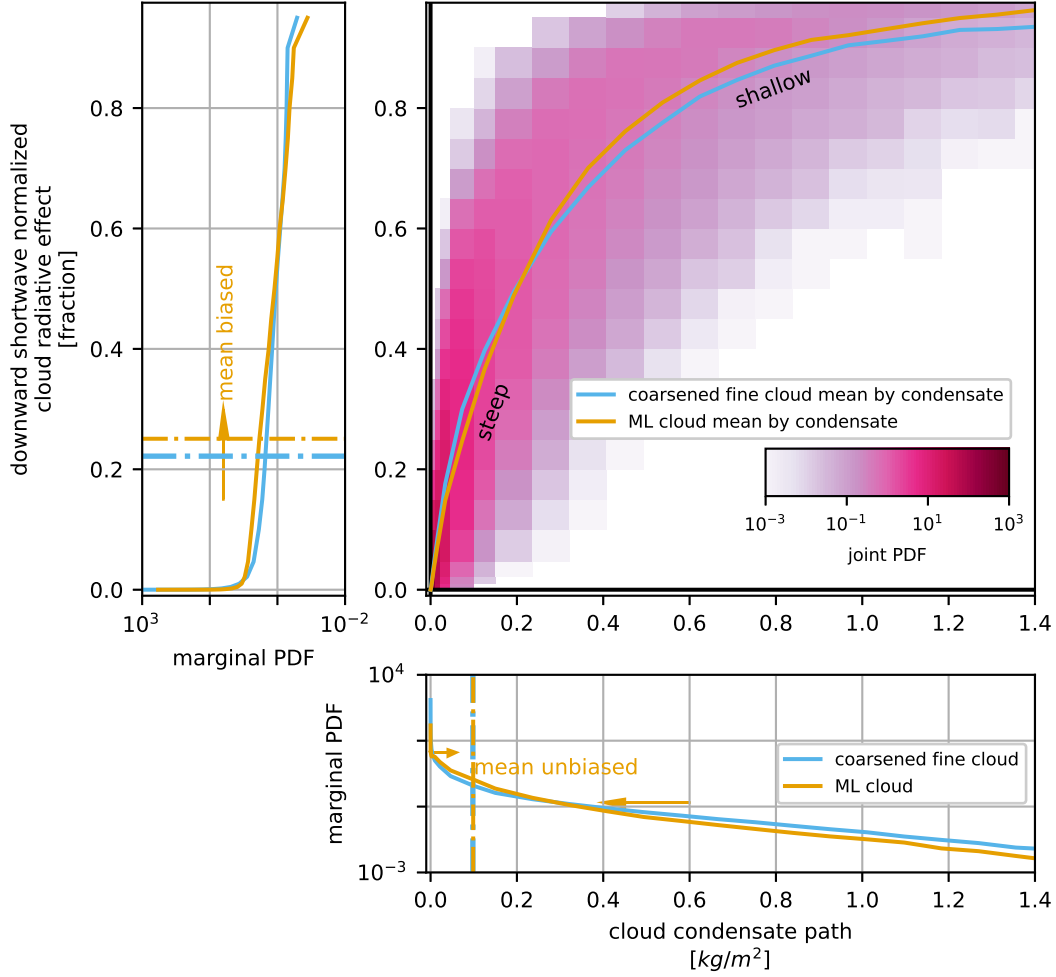 downward shortwave normalized
cloud radiative effect
[fraction]
0.8
0.6
0.4
0.2
0.0
mean biased
10^3
10^-2
marginal PDF
0.8
0.6
0.4
0.2
0.0
shallow
steep
coarsened fine cloud mean by condensate
ML cloud mean by condensate
10^-3
10^-1
10^1
10^3
joint PDF
0.0
0.2
0.4
0.6
0.8
1.0
1.2
1.4
marginal PDF
10^4
10^-3
mean unbiased
coarsened fine cloud
ML cloud
0.0
0.2
0.4
0.6
0.8
1.0
1.2
1.4
cloud condensate path
[kg/m^2]